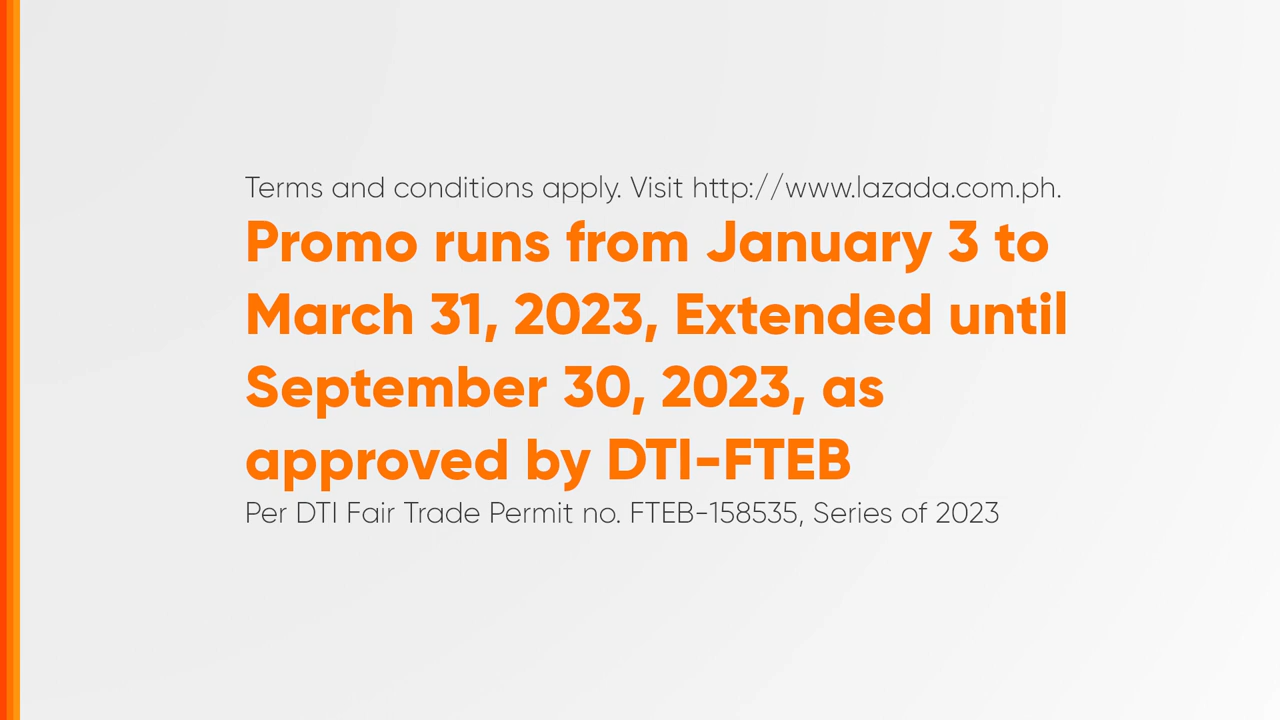 Terms and conditions apply. Visit http://www.lazada.com.ph.
Promo runs from January 3 to
March 31, 2023, Extended until
September 30, 2023, as
approved by DTI-FTEB
Per DTI Fair Trade Permit no. FTEB-158535, Series of 2023